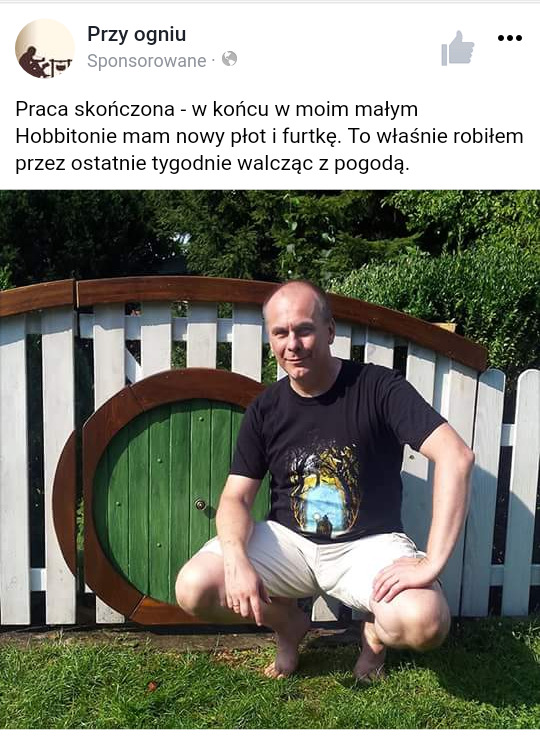 Przy ogniu
Sponsorowane ·
Praca skończona - w końcu w moim małym
Hobbitonie mam nowy płot i furtkę. To właśnie robiłem
przez ostatnie tygodnie walcząc z pogodą.